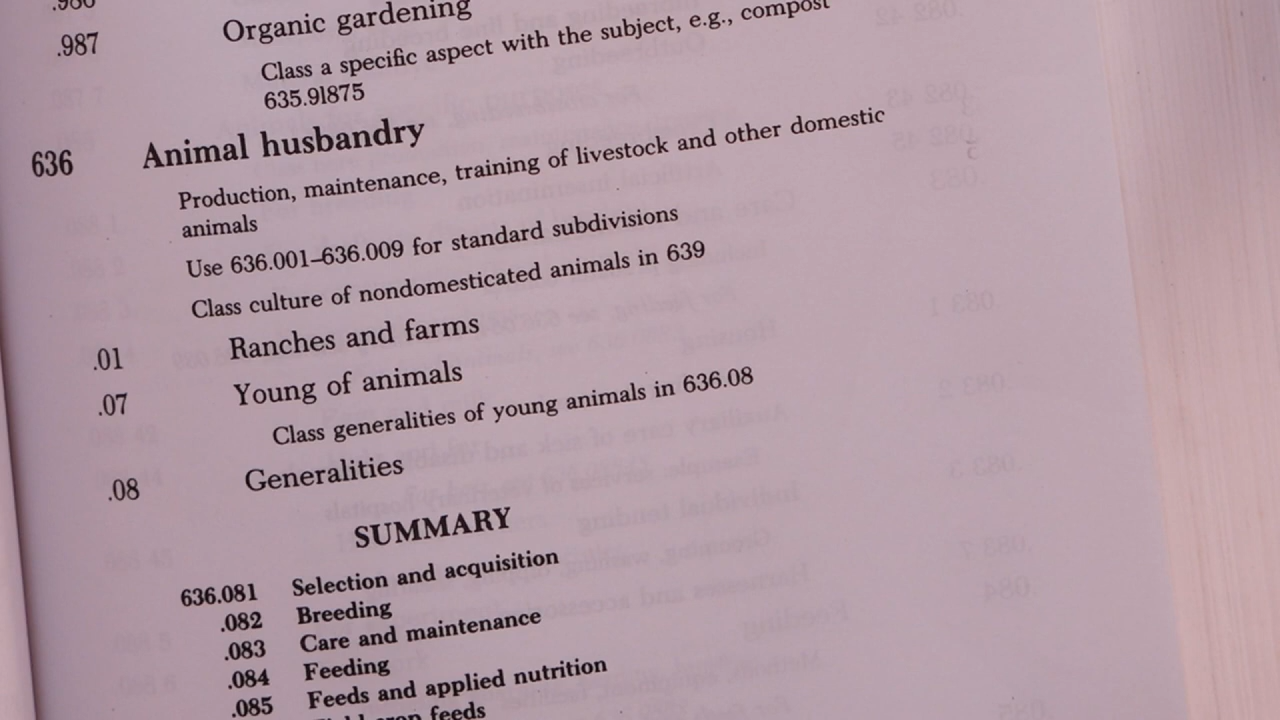 .987 Organic gardening
Class a specific aspect with the subject, e.g., compost
635.91875
636 Animal husbandry
Production, maintenance, training of livestock and other domestic
animals
Use 636.001–636.009 for standard subdivisions
Class culture of nondomesticated animals in 639
.01 Ranches and farms
.07 Young of animals
Class generalities of young animals in 636.08
.08 Generalities
SUMMARY
636.081 Selection and acquisition
.082 Breeding
.083 Care and maintenance
.084 Feeding
.085 Feeds and applied nutrition
feeds